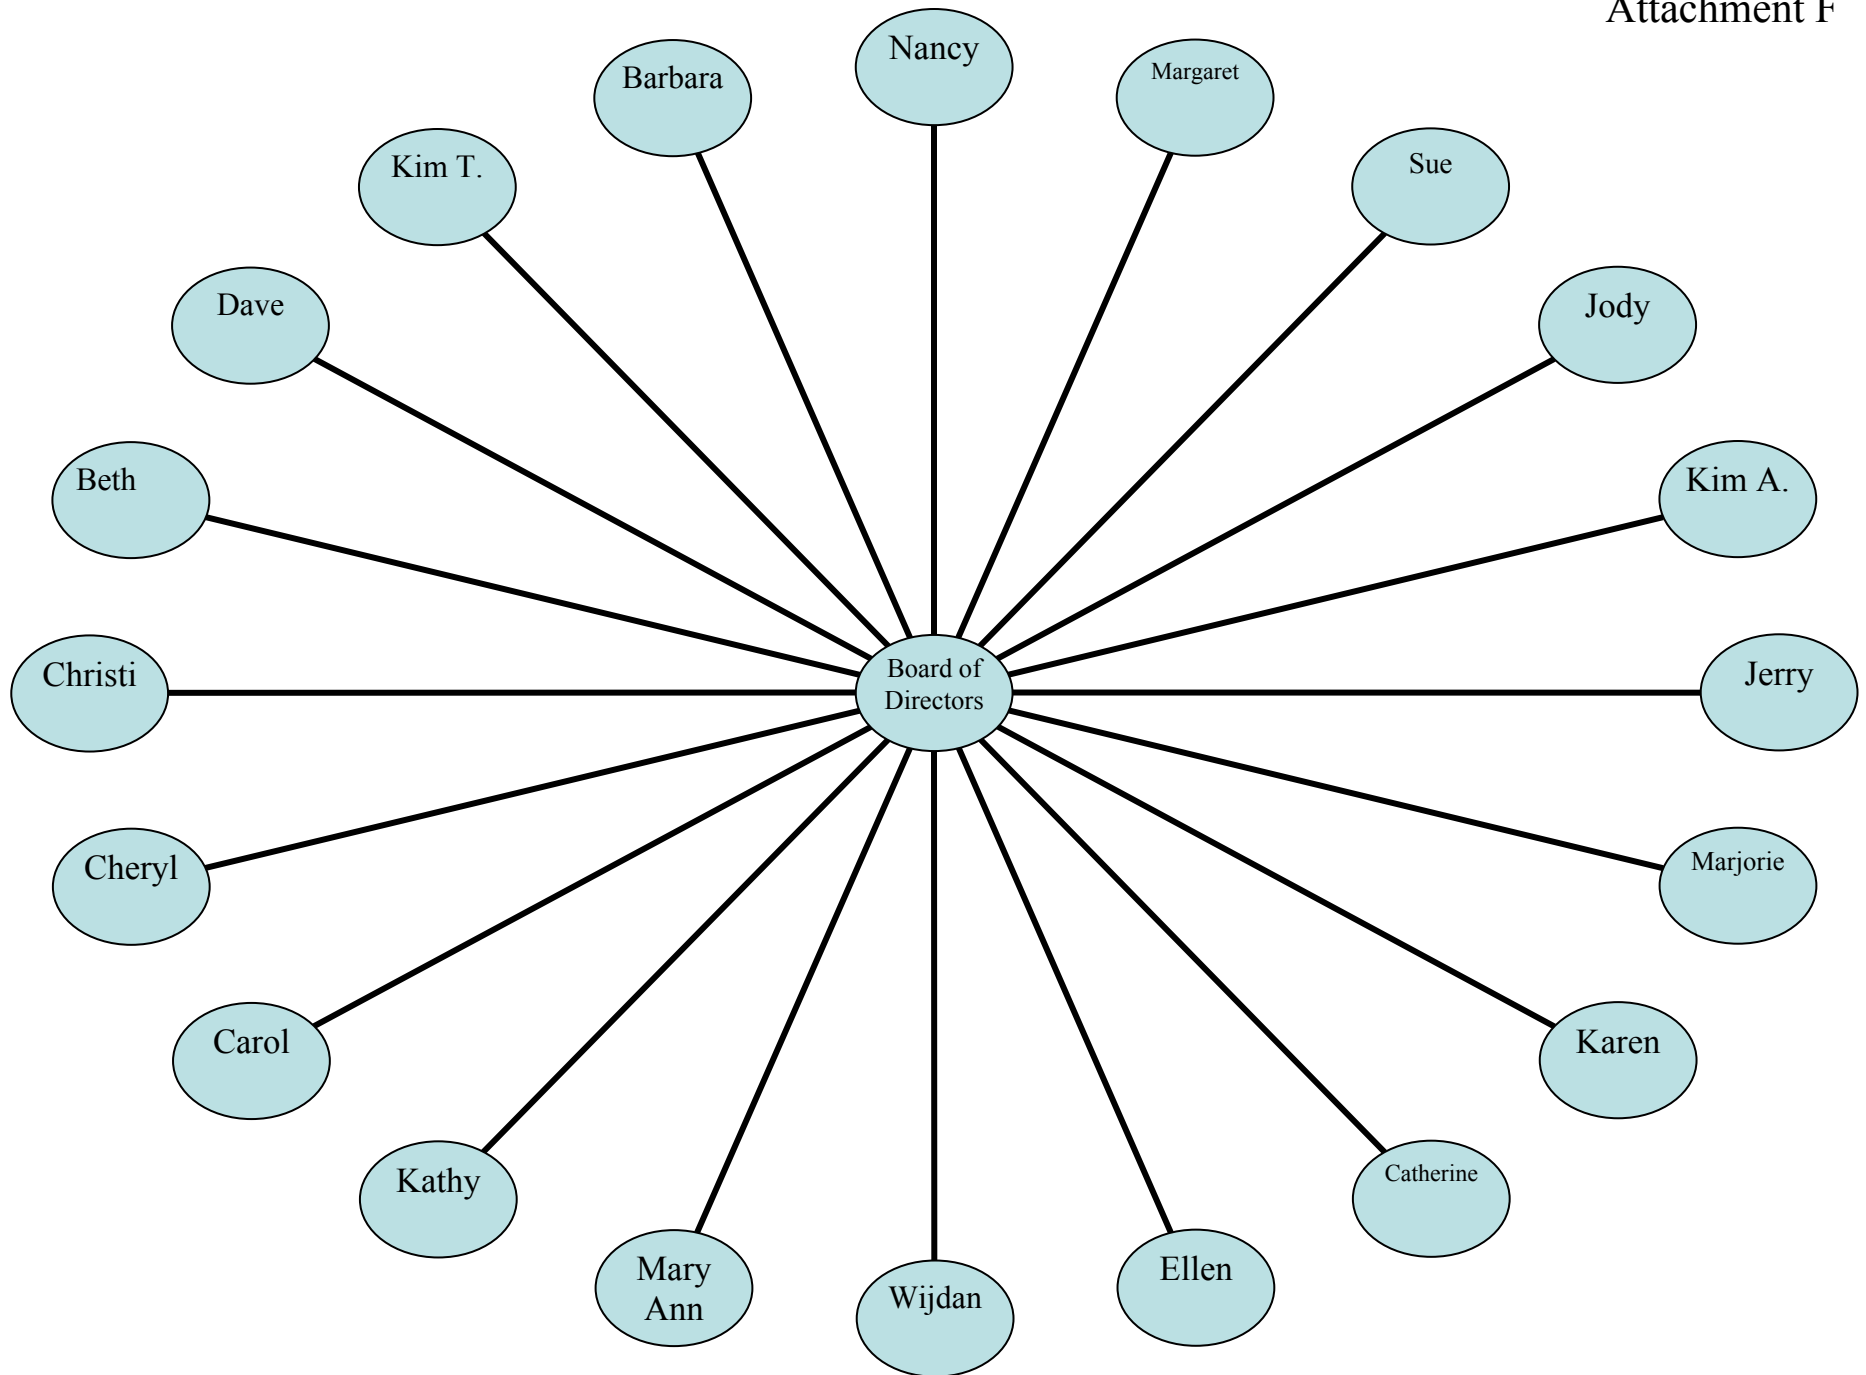 Attachment F
Nancy
Margaret
Barbara
Sue
Kim T.
Dave
Jody
Beth
Kim A.
Board of
Directors
Christi
Jerry
Cheryl
Marjorie
Carol
Karen
Kathy
Catherine
Mary
Ann
Ellen
Wijdan